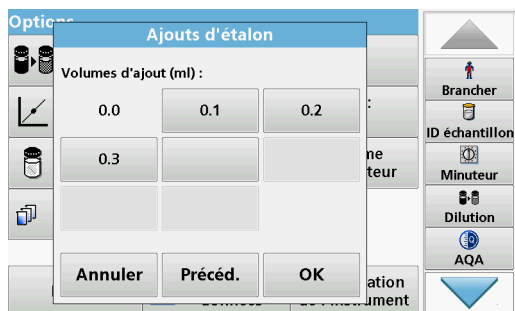 Options
Ajouts d'étalon
Volumes d'ajout (ml) :
0.0
0.1
0.2
0.3
Annuler
Précéd.
OK
Brancher
ID échantillon
Minuteur
Dilution
AQA